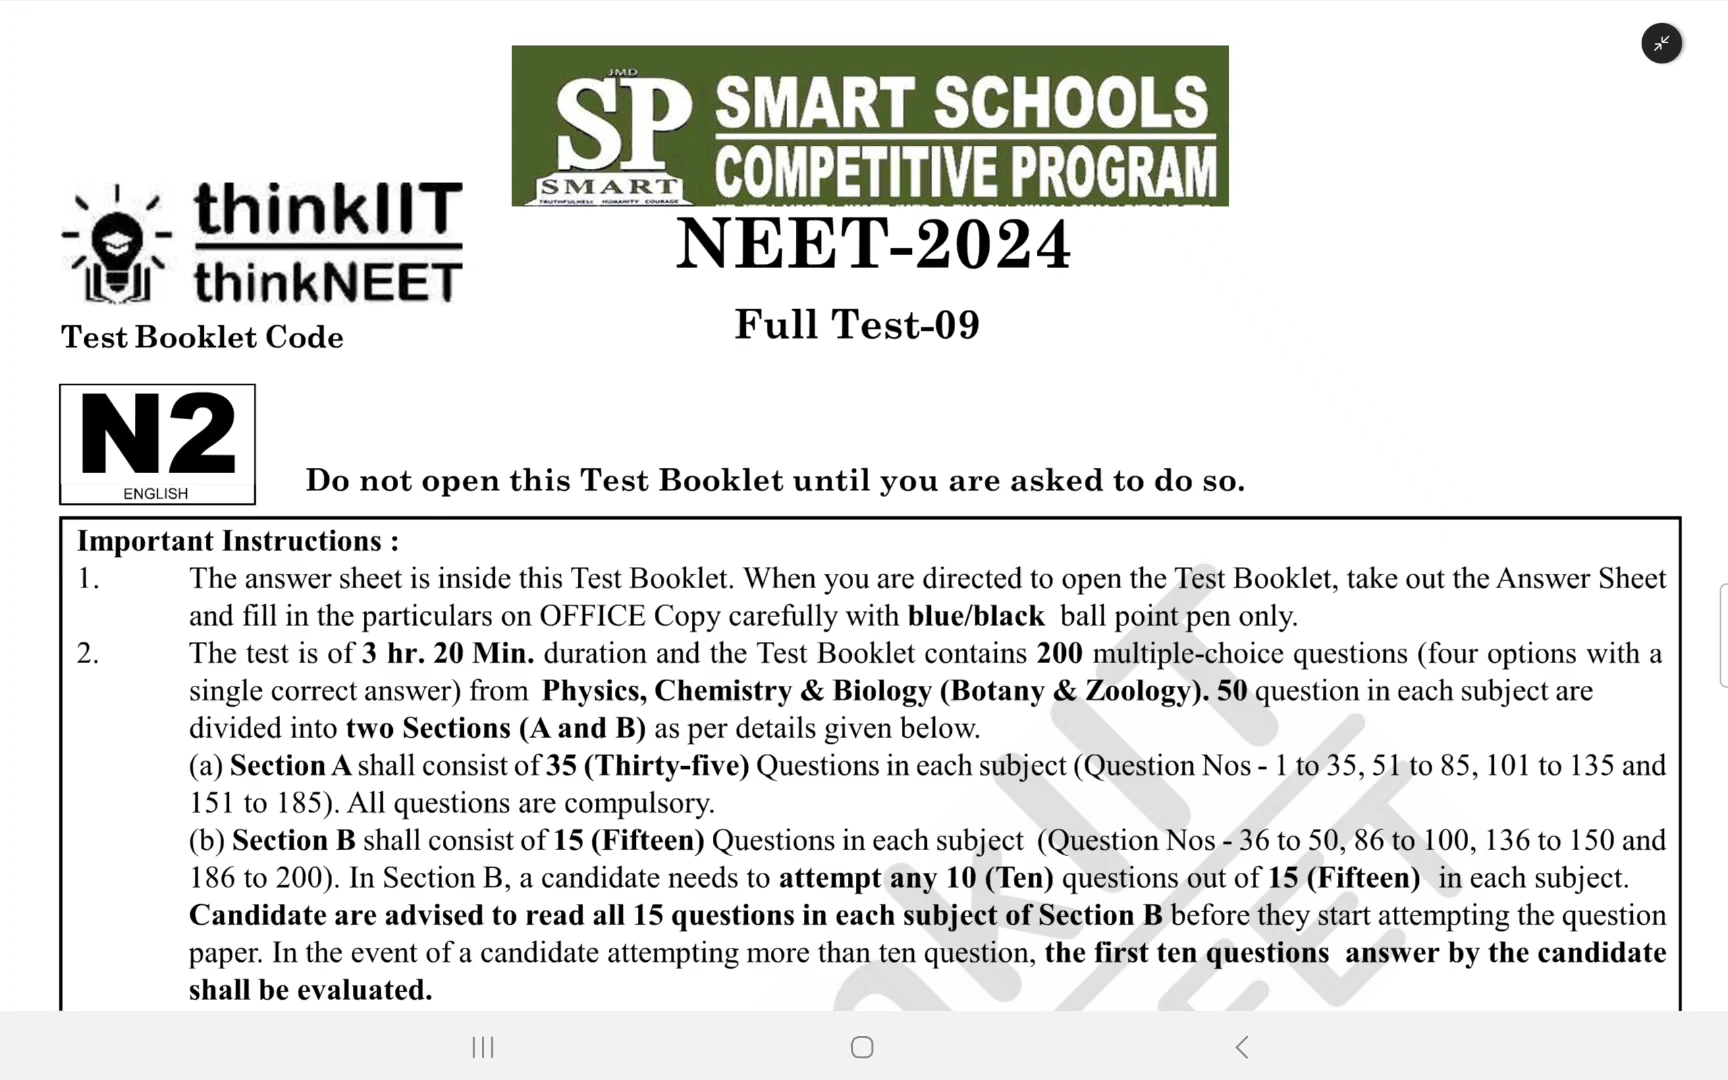 JMD
SP
SMART
TRUTHFULNESS HUMANITY COURAGE
SMART SCHOOLS
COMPETITIVE PROGRAM
thinkIIT
thinkNEET
NEET-2024
Full Test-09
Test Booklet Code
N2
ENGLISH
Do not open this Test Booklet until you are asked to do so.
Important Instructions :
1. The answer sheet is inside this Test Booklet. When you are directed to open the Test Booklet, take out the Answer Sheet
and fill in the particulars on OFFICE Copy carefully with blue/black ball point pen only.
2. The test is of 3 hr. 20 Min. duration and the Test Booklet contains 200 multiple-choice questions (four options with a
single correct answer) from Physics, Chemistry & Biology (Botany & Zoology). 50 question in each subject are
divided into two Sections (A and B) as per details given below.
(a) Section A shall consist of 35 (Thirty-five) Questions in each subject (Question Nos - 1 to 35, 51 to 85, 101 to 135 and
151 to 185). All questions are compulsory.
(b) Section B shall consist of 15 (Fifteen) Questions in each subject (Question Nos - 36 to 50, 86 to 100, 136 to 150 and
186 to 200). In Section B, a candidate needs to attempt any 10 (Ten) questions out of 15 (Fifteen) in each subject.
Candidate are advised to read all 15 questions in each subject of Section B before they start attempting the question
paper. In the event of a candidate attempting more than ten question, the first ten questions answer by the candidate
shall be evaluated.